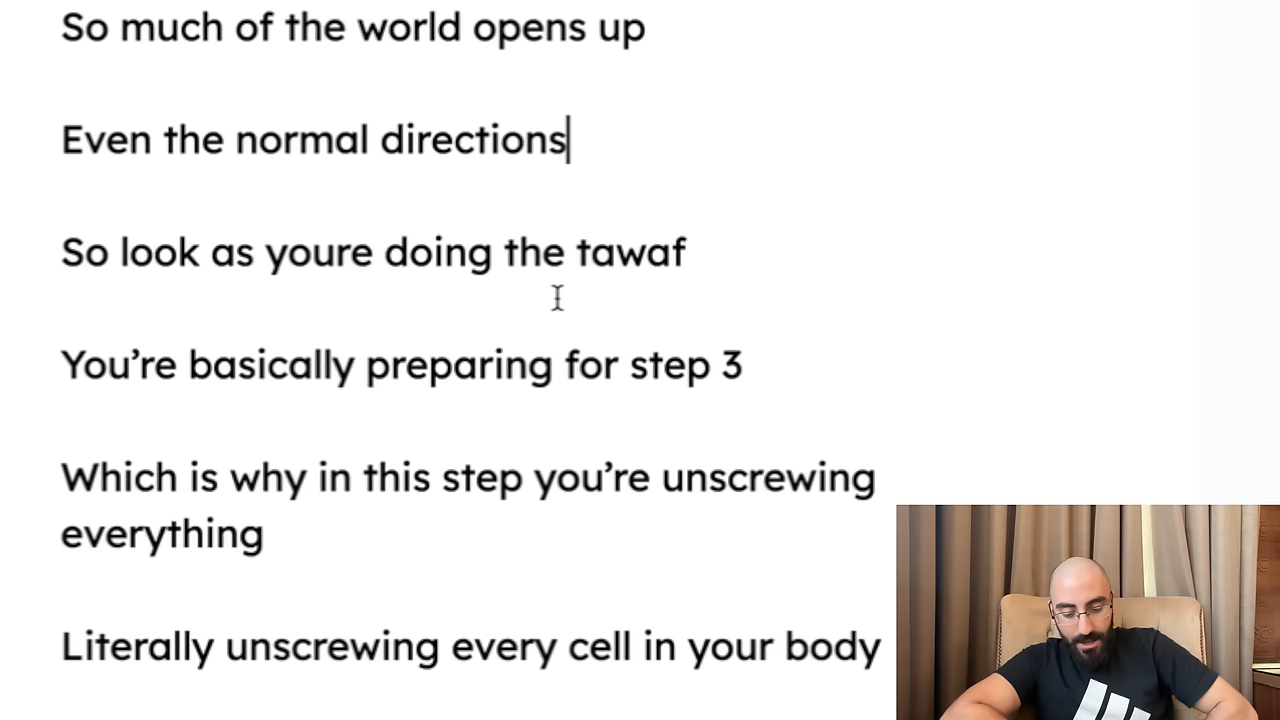 So much of the world opens up
Even the normal directions
So look as youre doing the tawaf
You’re basically preparing for step 3
Which is why in this step you’re unscrewing
everything
Literally unscrewing every cell in your body